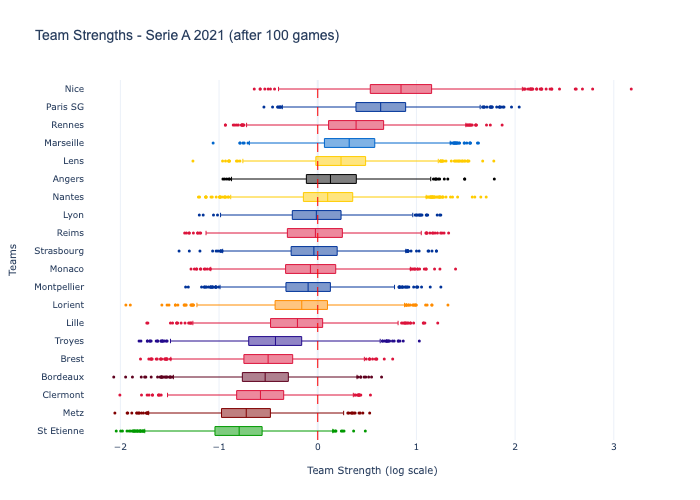 Team Strengths - Serie A 2021 (after 100 games)
Nice
Paris SG
Rennes
Marseille
Lens
Angers
Nantes
Lyon
Reims
Strasbourg
Monaco
Montpellier
Lorient
Lille
Troyes
Brest
Bordeaux
Clermont
Metz
St Etienne
Teams
−2 −1 0 1 2 3
Team Strength (log scale)